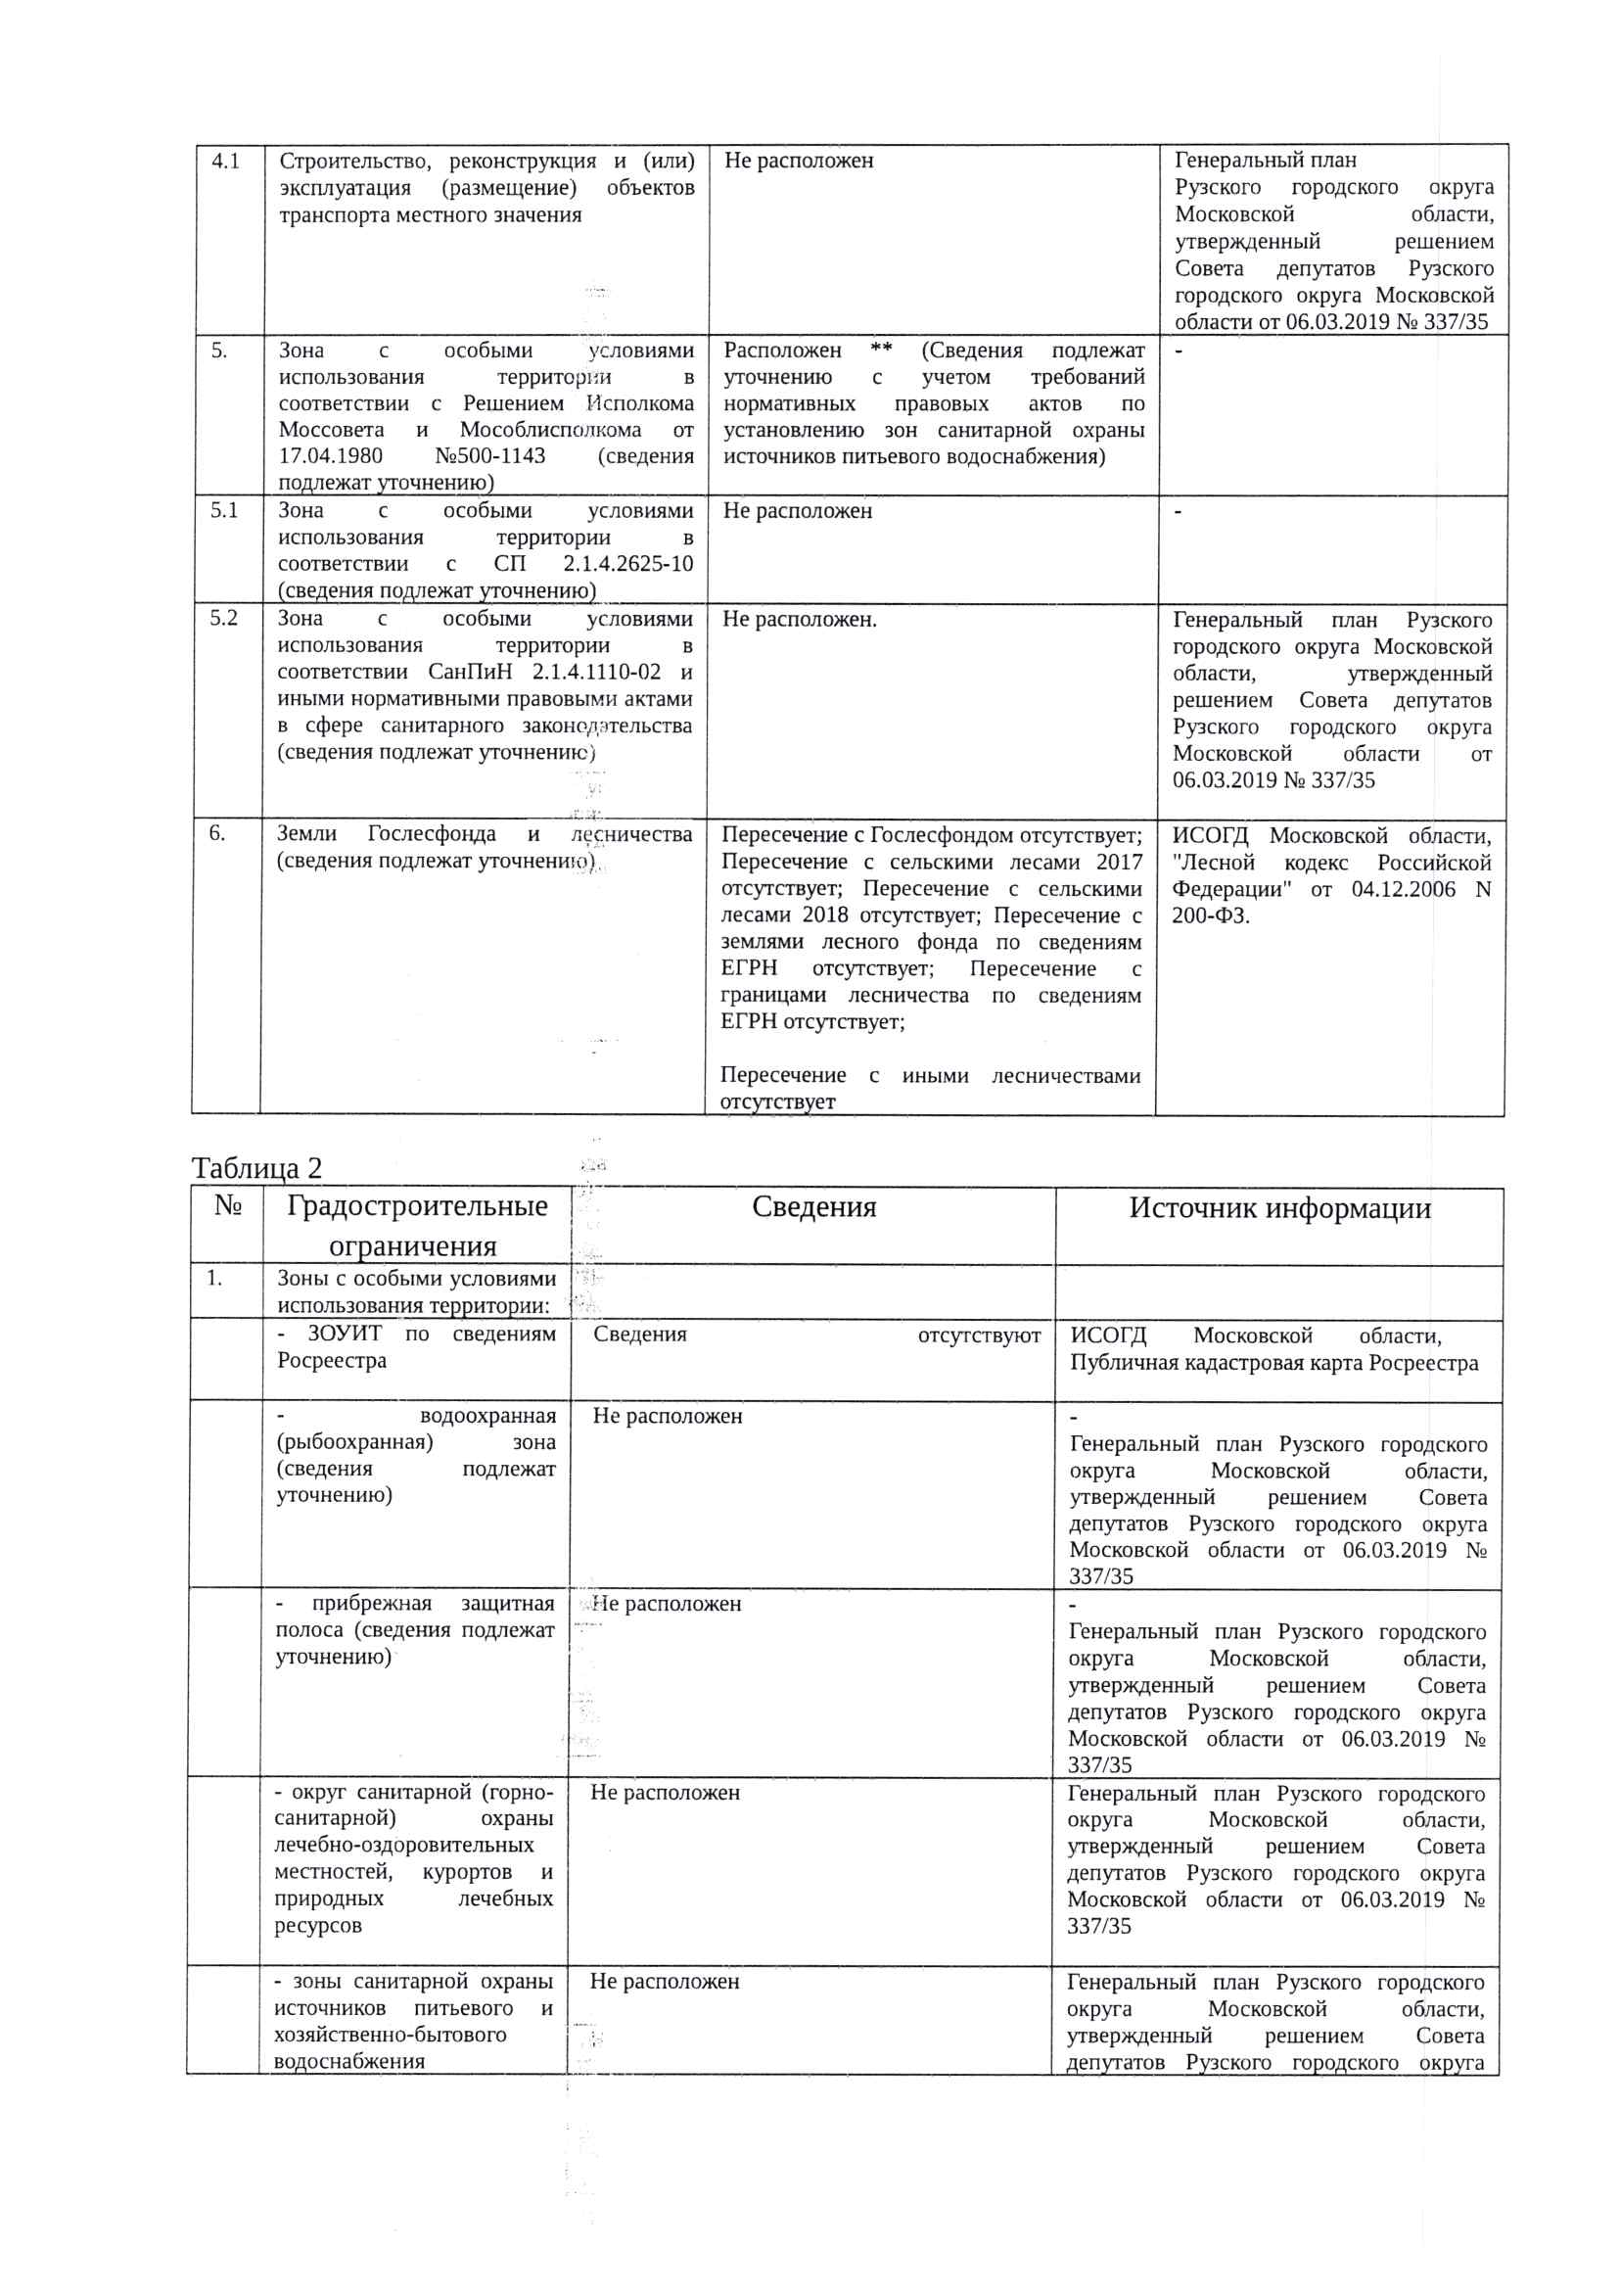 4.1
Строительство, реконструкция и (или)
эксплуатация (размещение) объектов
транспорта местного значения
Не расположен
Генеральный план
Рузского городского округа
Московской области,
утвержденный решением
Совета депутатов Рузского
городского округа Московской
области от 06.03.2019 № 337/35
5.
Зона с особыми условиями
использования территории в
соответствии с Решением Исполкома
Моссовета и Мособлисполкома от
17.04.1980 №500-1143 (сведения
подлежат уточнению)
Расположен ** (Сведения подлежат
уточнению с учетом требований
нормативных правовых актов по
установлению зон санитарной охраны
источников питьевого водоснабжения)
-
5.1
Зона с особыми условиями
использования территории в
соответствии с СП 2.1.4.2625-10
(сведения подлежат уточнению)
Не расположен
-
5.2
Зона с особыми условиями
использования территории в
соответствии СанПиН 2.1.4.1110-02 и
иными нормативными правовыми актами
в сфере санитарного законодательства
(сведения подлежат уточнению)
Не расположен.
Генеральный план Рузского
городского округа Московской
области, утвержденный
решением Совета депутатов
Рузского городского округа
Московской области от
06.03.2019 № 337/35
6.
Земли Гослесфонда и лесничества
(сведения подлежат уточнению)
Пересечение с Гослесфондом отсутствует;
Пересечение с сельскими лесами 2017
отсутствует; Пересечение с сельскими
лесами 2018 отсутствует; Пересечение с
землями лесного фонда по сведениям
ЕГРН отсутствует; Пересечение с
границами лесничества по сведениям
ЕГРН отсутствует;
Пересечение с иными лесничествами
отсутствует
ИСОГД Московской области,
"Лесной кодекс Российской
Федерации" от 04.12.2006 N
200-ФЗ.
Таблица 2
№
Градостроительные
ограничения
Сведения
Источник информации
1.
Зоны с особыми условиями
использования территории:
- ЗОУИТ по сведениям
Росреестра
Сведения отсутствуют
ИСОГД Московской области,
Публичная кадастровая карта Росреестра
- водоохранная
(рыбоохранная) зона
(сведения подлежат
уточнению)
Не расположен
-
Генеральный план Рузского городского
округа Московской области,
утвержденный решением Совета
депутатов Рузского городского округа
Московской области от 06.03.2019 №
337/35
- прибрежная защитная
полоса (сведения подлежат
уточнению)
Не расположен
-
Генеральный план Рузского городского
округа Московской области,
утвержденный решением Совета
депутатов Рузского городского округа
Московской области от 06.03.2019 №
337/35
- округ санитарной (горно-
санитарной) охраны
лечебно-оздоровительных
местностей, курортов и
природных лечебных
ресурсов
Не расположен
Генеральный план Рузского городского
округа Московской области,
утвержденный решением Совета
депутатов Рузского городского округа
Московской области от 06.03.2019 №
337/35
- зоны санитарной охраны
источников питьевого и
хозяйственно-бытового
водоснабжения
Не расположен
Генеральный план Рузского городского
округа Московской области,
утвержденный решением Совета
депутатов Рузского городского округа